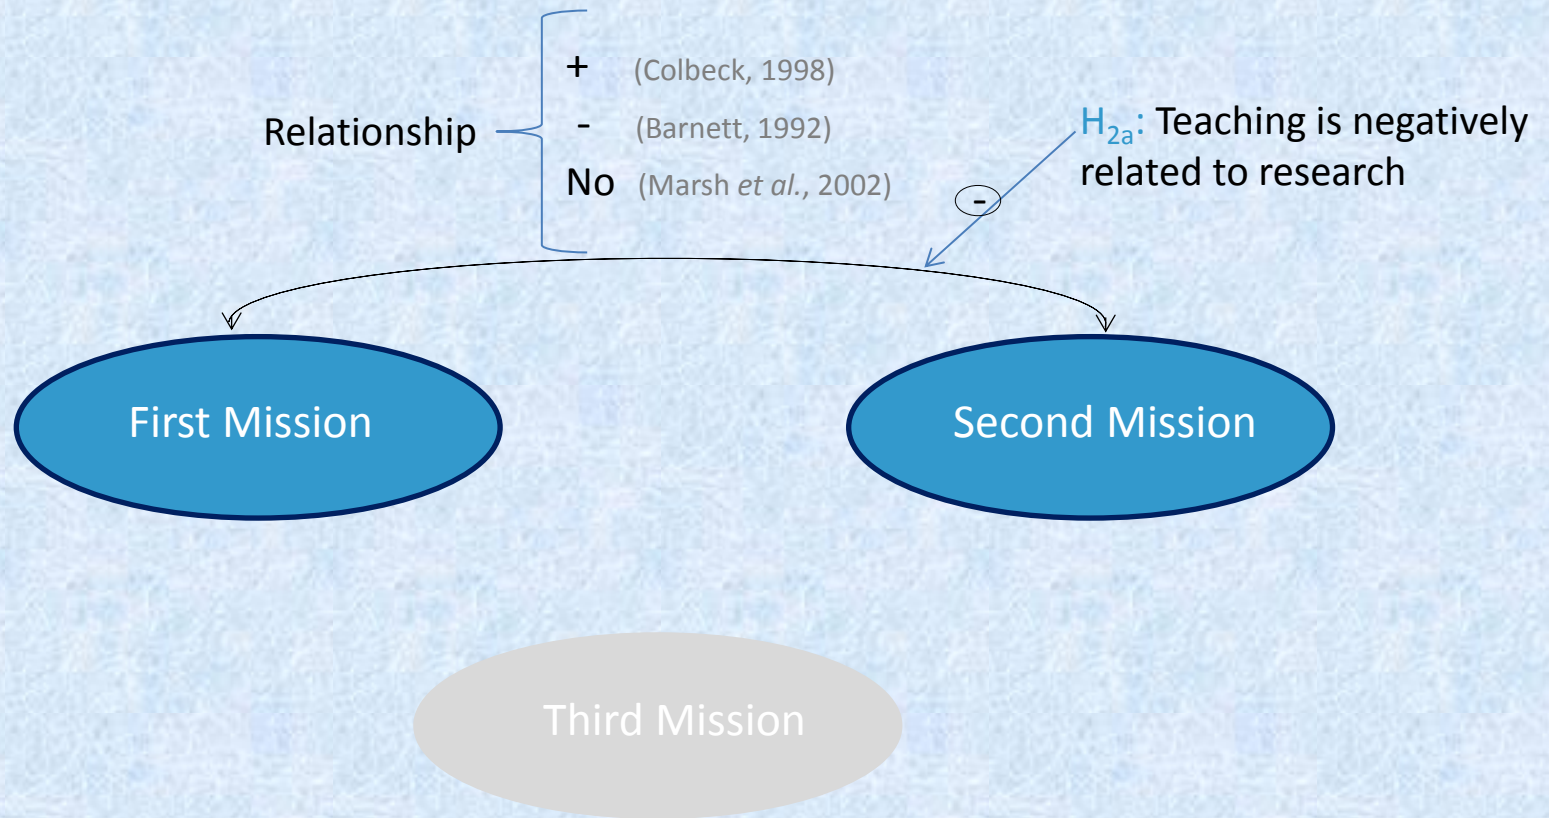 + (Colbeck, 1998)
Relationship
- (Barnett, 1992)
No (Marsh et al., 2002)
H2a: Teaching is negatively
related to research
-
First Mission
Second Mission
Third Mission